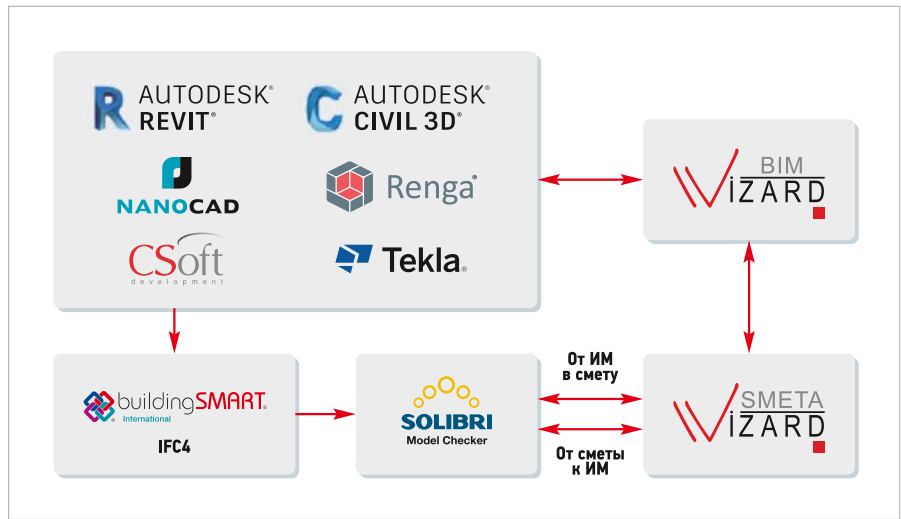 AUTODESK®
REVIT®
AUTODESK®
CIVIL 3D®
NANOCAD
Renga®
CSoft
development
Tekla®
BIM
WiZARD
buildingSMART®
International
IFC4
SOLIBRI
Model Checker
От ИМ
в смету
От сметы
к ИМ
SMETA
WiZARD